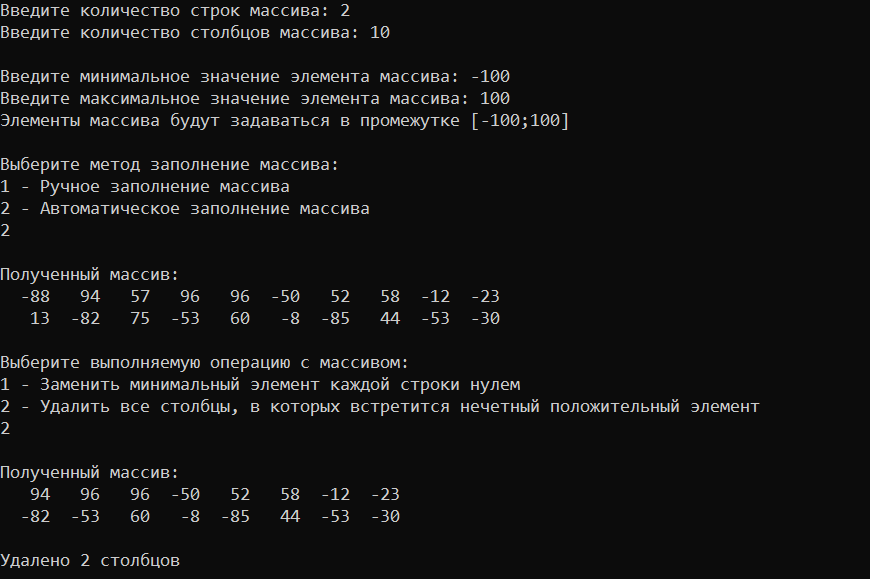 Введите количество строк массива: 2
Введите количество столбцов массива: 10
Введите минимальное значение элемента массива: -100
Введите максимальное значение элемента массива: 100
Элементы массива будут задаваться в промежутке [-100;100]
Выберите метод заполнение массива:
1 - Ручное заполнение массива
2 - Автоматическое заполнение массива
2
Полученный массив:
-88 94 57 96 96 -50 52 58 -12 -23
13 -82 75 -53 60 -8 -85 44 -53 -30
Выберите выполняемую операцию с массивом:
1 - Заменить минимальный элемент каждой строки нулем
2 - Удалить все столбцы, в которых встретится нечетный положительный элемент
2
Полученный массив:
94 96 96 -50 52 58 -12 -23
-82 -53 60 -8 -85 44 -53 -30
Удалено 2 столбцов